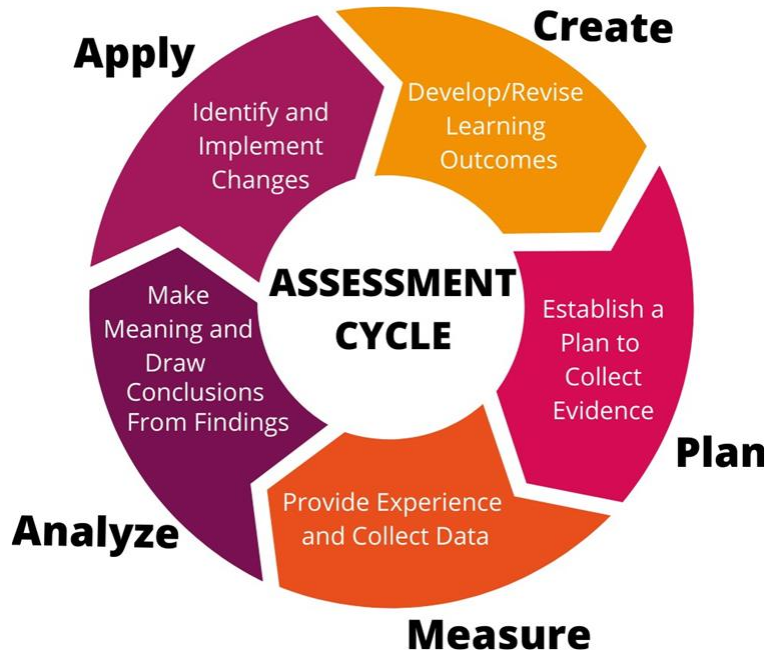 ASSESSMENT
CYCLE
Create
Develop/Revise
Learning
Outcomes
Plan
Establish a
Plan to
Collect
Evidence
Measure
Provide Experience
and Collect Data
Analyze
Make
Meaning and
Draw
Conclusions
From Findings
Apply
Identify and
Implement
Changes